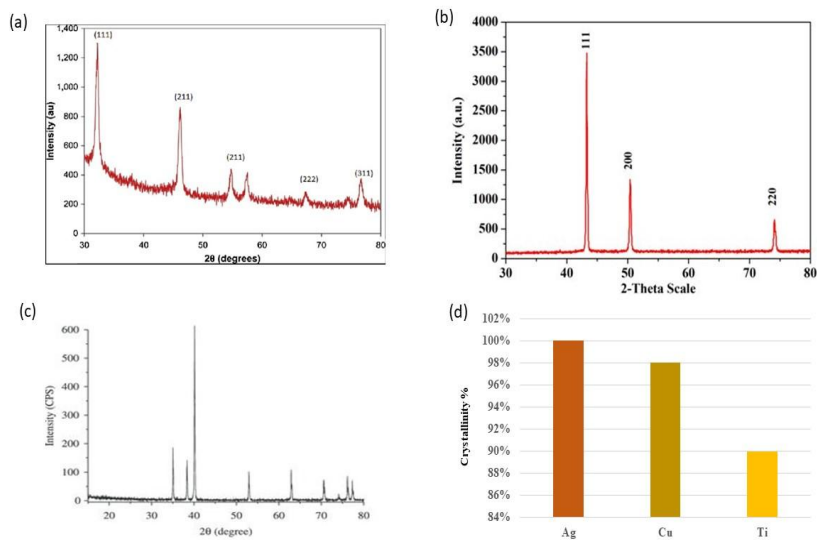 (a)
1,400
1,200
1,000
800
600
400
200
0
Intensity (au)
(111)
(211)
(211)
(222)
(311)
30 40 50 60 70 80
2θ (degrees)
(b)
4000
3500
3000
2500
2000
1500
1000
500
0
Intensity (a.u.)
111
200
220
30 40 50 60 70 80
2-Theta Scale
(c)
600
500
400
300
200
100
0
Intensity (CPS)
20 30 40 50 60 70 80
2θ (degree)
(d)
102%
100%
98%
96%
94%
92%
90%
88%
86%
84%
Crystallinity %
Ag Cu Ti